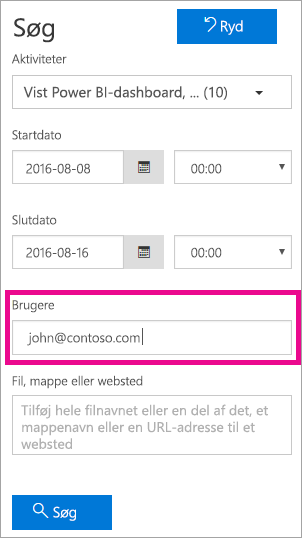 Søg
Ryd
Aktiviteter
Vist Power BI-dashboard, ... (10)
Startdato
2016-08-08
00:00
Slutdato
2016-08-16
00:00
Brugere
john@contoso.com
Fil, mappe eller websted
Tilføj hele filnavnet eller en del af det, et
mappenavn eller en URL-adresse til et
websted
Søg